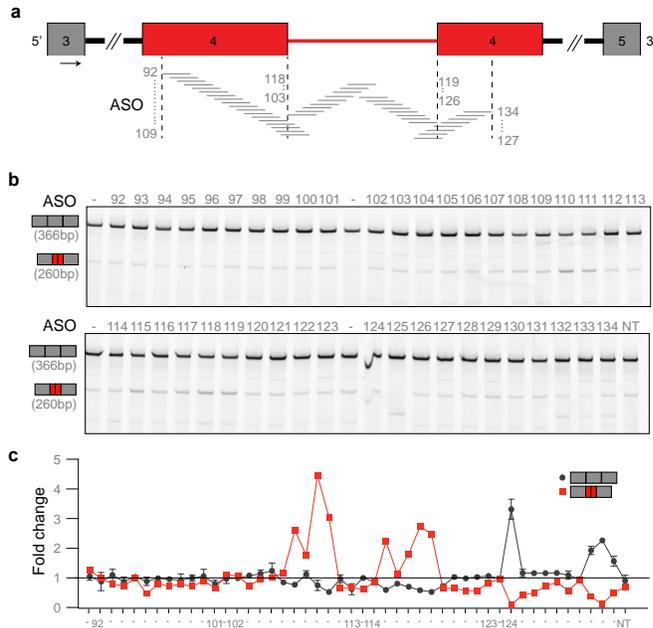 a
5' 3 4 4 5 3
92 118 119
ASO 103 126 134
109 127
b
ASO - 92 93 94 95 96 97 98 99 100 101 - 102 103 104 105 106 107 108 109 110 111 112 113
(366bp)
(260bp)
ASO - 114 115 116 117 118 119 120 121 122 123 - 124 125 126 127 128 129 130 131 132 133 134 NT
(366bp)
(260bp)
c
5
4
3
2
1
0
Fold change
- 92 101-102 113-114 123-124 NT